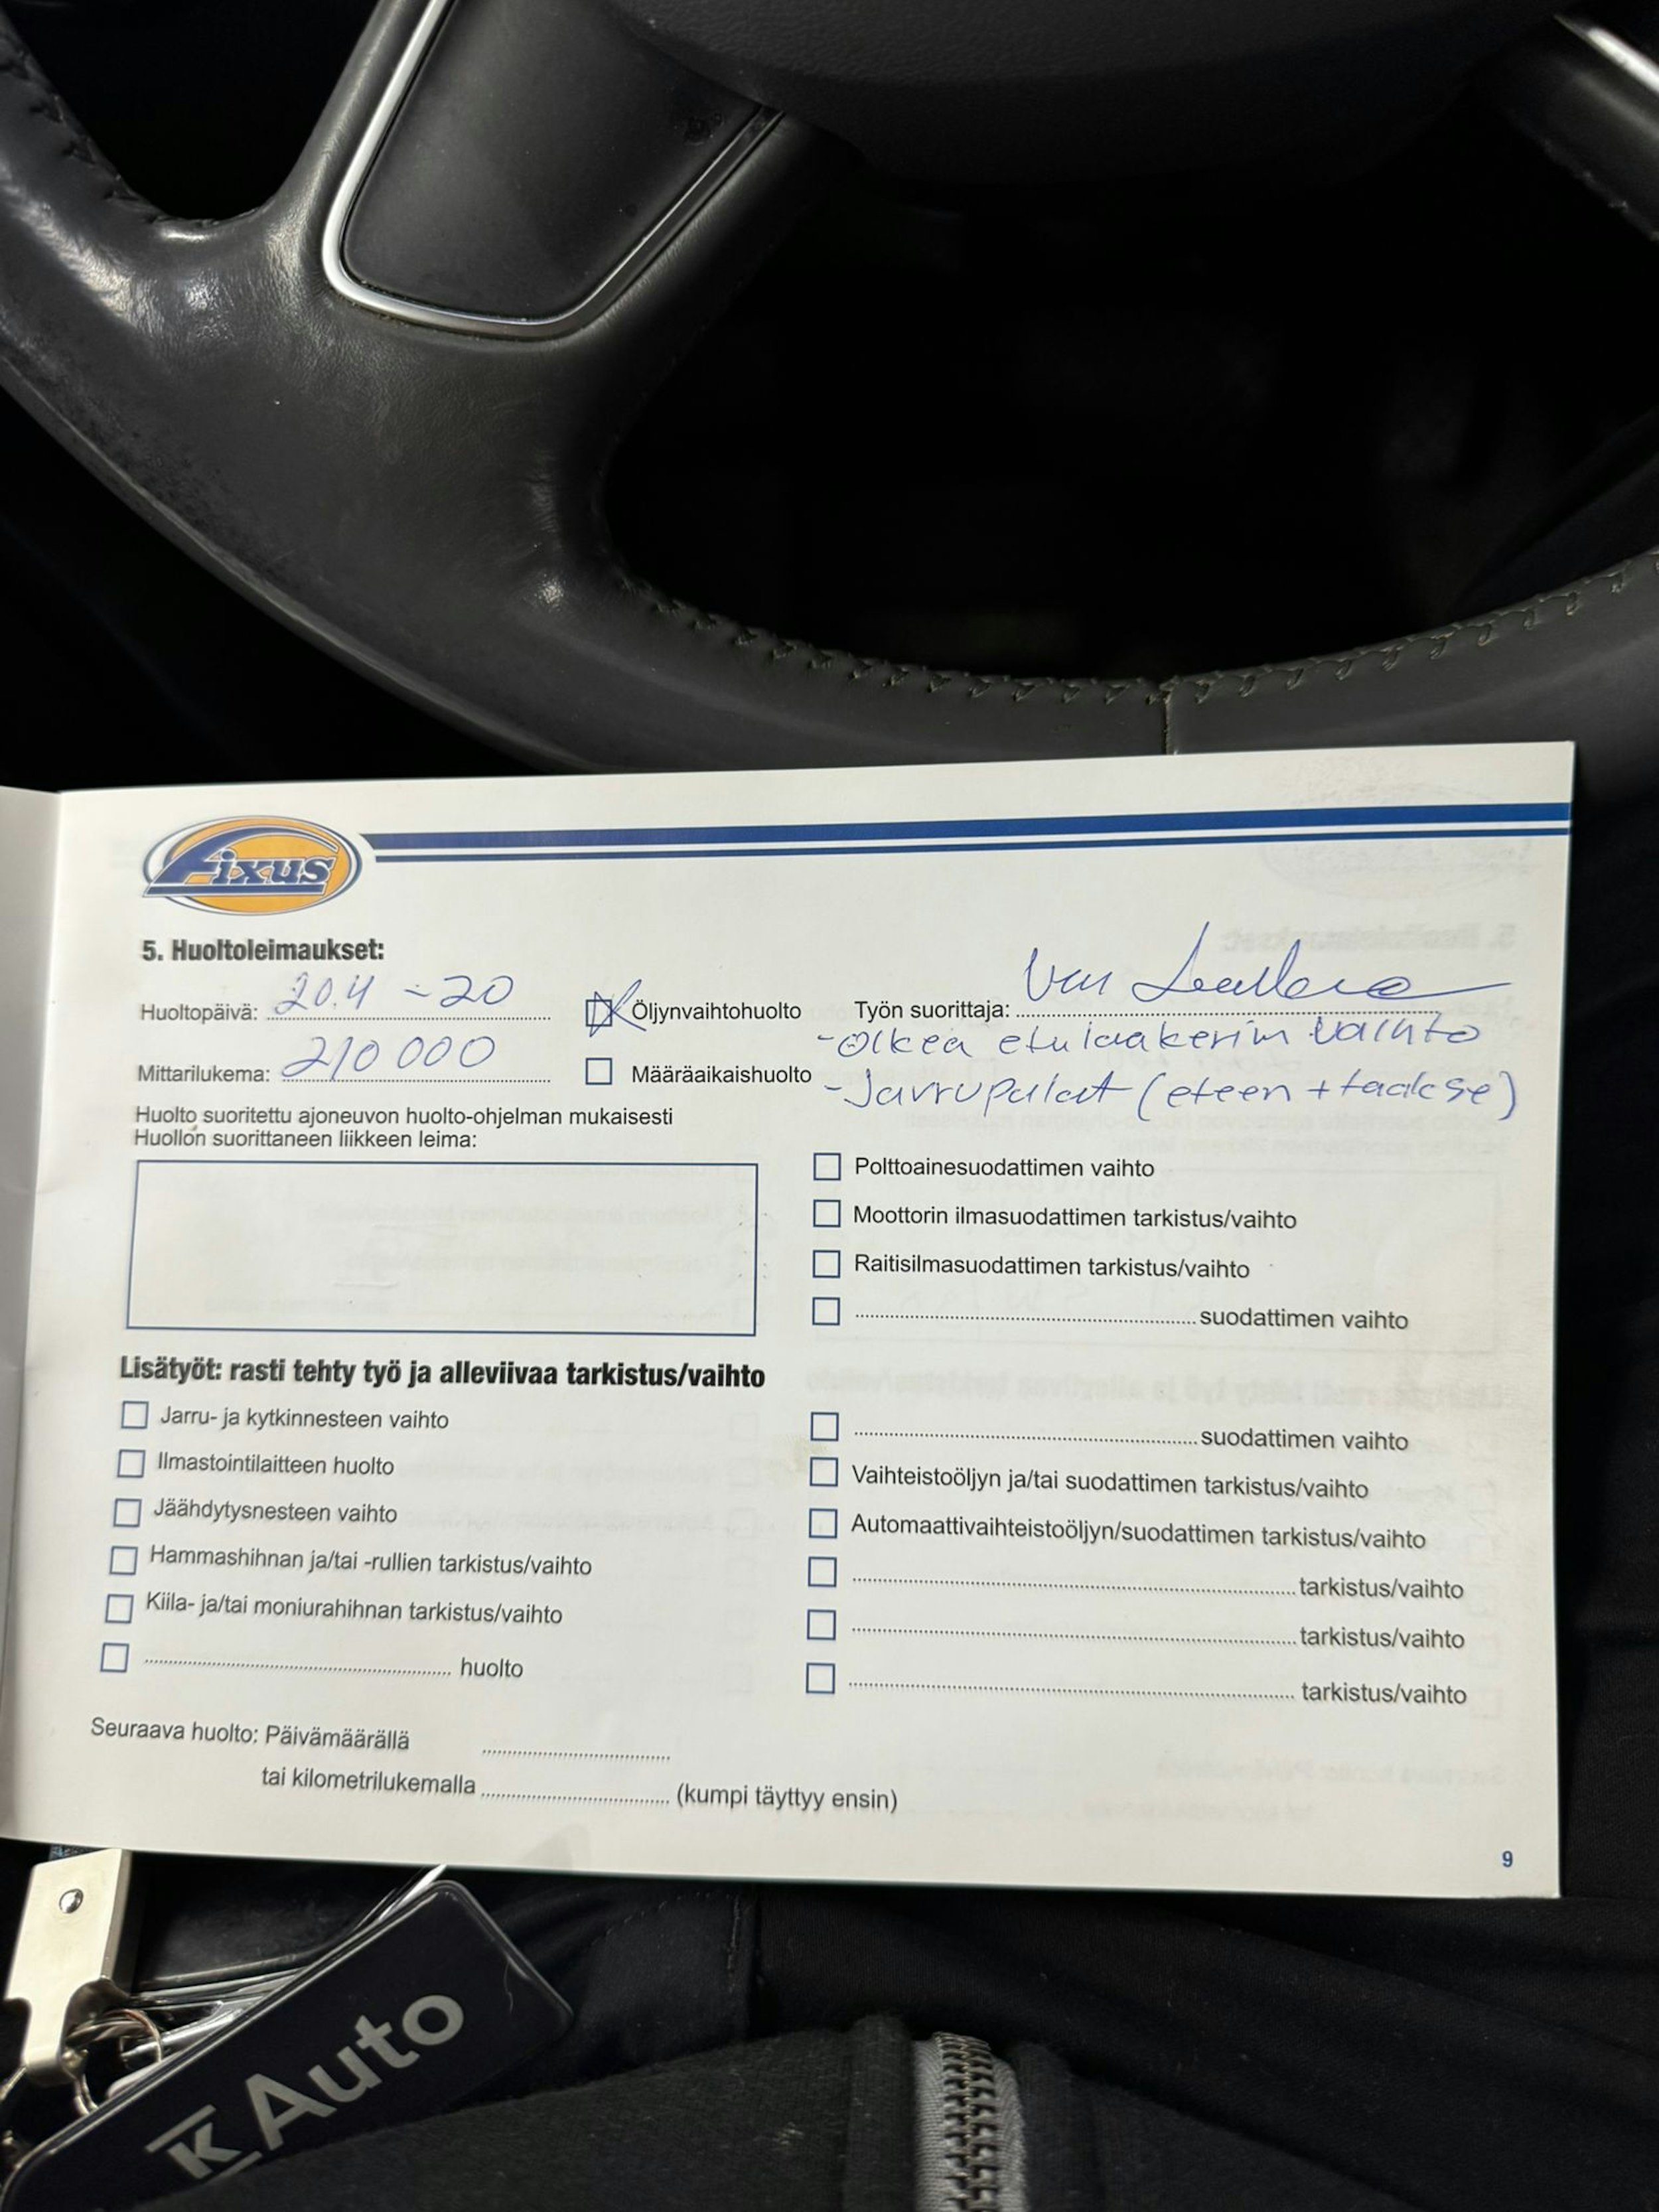 Fixus
5. Huoltoleimaukset:
Huoltopäivä: 20.4 -20
Öljynvaihtohuolto
Työn suorittaja:
-oikea etulaakerin vaihto
Mittarilukema: 210 000
Määräaikaishuolto
-Jarrupalat (eteen + taakse)
Huolto suoritettu ajoneuvon huolto-ohjelman mukaisesti
Huollon suorittaneen liikkeen leima:
Polttoainesuodattimen vaihto
Moottorin ilmasuodattimen tarkistus/vaihto
Raitisilmasuodattimen tarkistus/vaihto
suodattimen vaihto
Lisätyöt: rasti tehty työ ja alleviivaa tarkistus/vaihto
Jarru- ja kytkinnesteen vaihto
Ilmastointilaitteen huolto
Jäähdytysnesteen vaihto
Hammashihnan ja/tai -rullien tarkistus/vaihto
Kiila- ja/tai moniurahihnan tarkistus/vaihto
huolto
suodattimen vaihto
Vaihteistoöljyn ja/tai suodattimen tarkistus/vaihto
Automaattivaihteistoöljyn/suodattimen tarkistus/vaihto
tarkistus/vaihto
tarkistus/vaihto
tarkistus/vaihto
Seuraava huolto: Päivämäärällä
tai kilometrilukemalla (kumpi täyttyy ensin)
9
K Auto